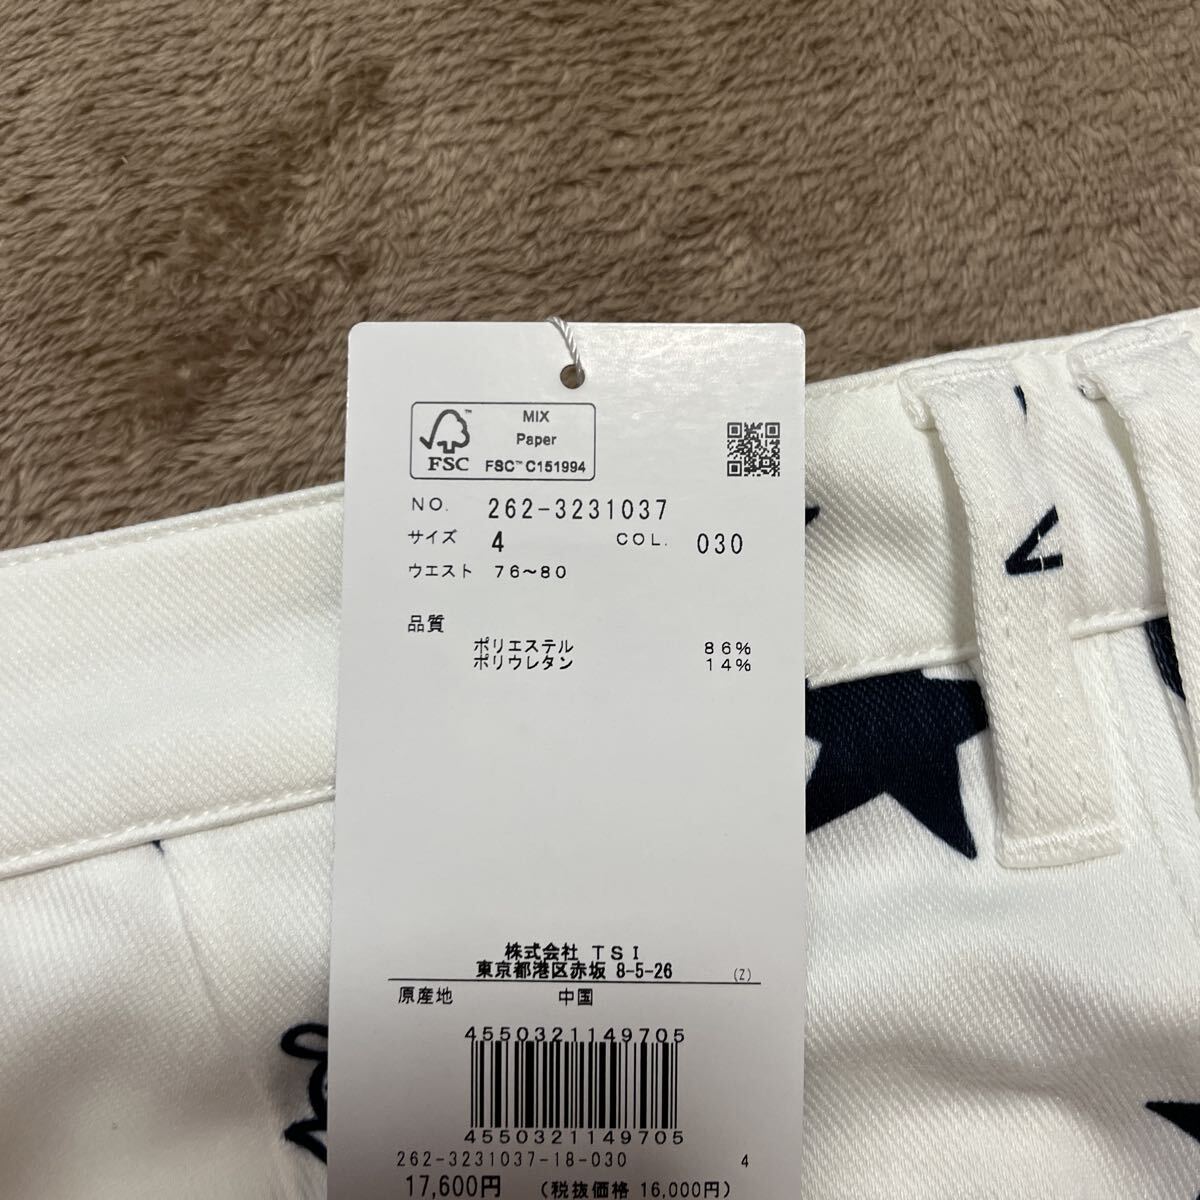 MIX
Paper
FSC™ C151994
FSC
NO. 262-3231037
サイズ 4 COL. 030
ウエスト 76～80
品質
ポリエステル 86%
ポリウレタン 14%
株式会社 TSI
東京都港区赤坂 8-5-26 (Z)
原産地 中国
4550321149705
4550321149705
262-3231037-18-030 4
17,600円 (税抜価格 16,000円)